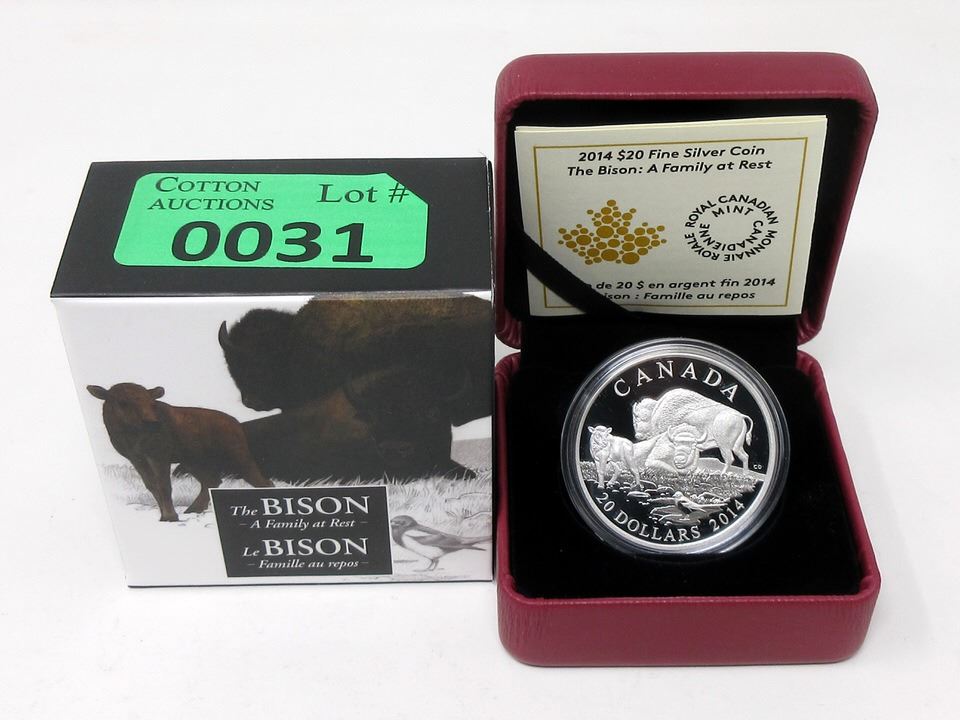 COTTON
AUCTIONS
Lot #
0031
The BISON
– A Family at Rest –
Le BISON
– Famille au repos –
2014 $20 Fine Silver Coin
The Bison: A Family at Rest
ROYAL CANADIAN MINT
MONNAIE ROYALE CANADIENNE
de 20 $ en argent fin 2014
: Famille au repos
CANADA
CD
20 DOLLARS 2014